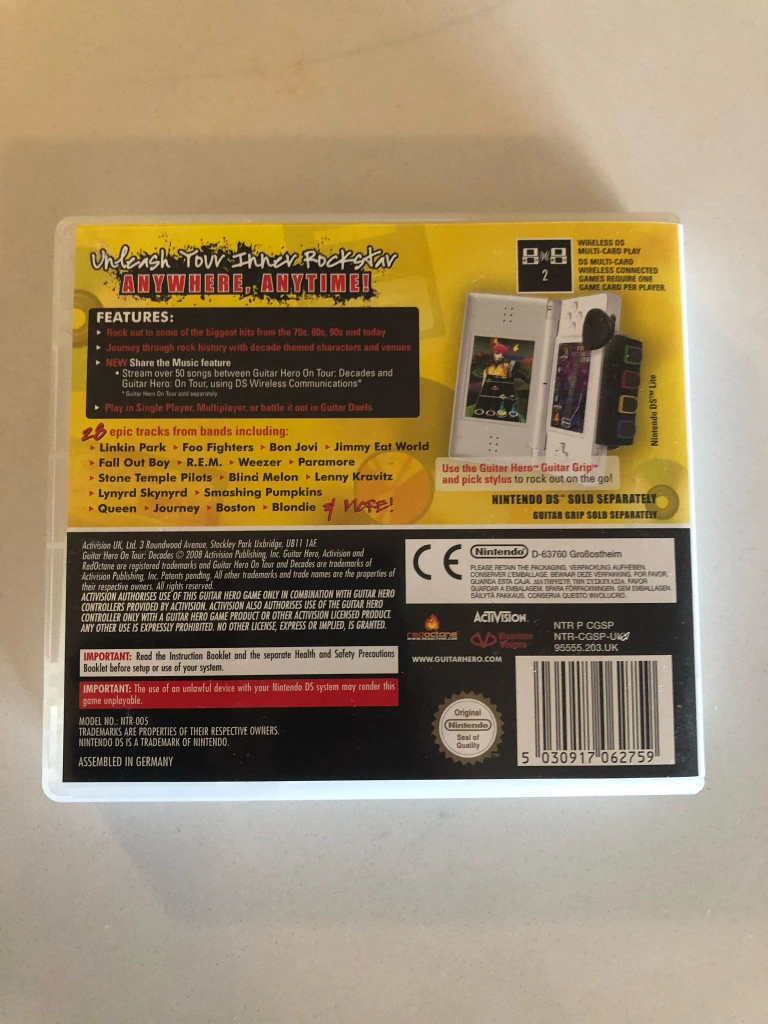 Unleash Your Inner Rockstar
ANYWHERE, ANYTIME!
FEATURES:
Rock out to some of the biggest hits from the 70s, 80s, 90s and today
Journey through rock history with decade themed characters and venues
NEW Share the Music feature
• Stream over 50 songs between Guitar Hero On Tour: Decades and
Guitar Hero: On Tour, using DS Wireless Communications*
* Guitar Hero On Tour sold separately
Play in Single Player, Multiplayer, or battle it out in Guitar Duels
28 epic tracks from bands including:
Linkin Park Foo Fighters Bon Jovi Jimmy Eat World
Fall Out Boy R.E.M. Weezer Paramore
Stone Temple Pilots Blind Melon Lenny Kravitz
Lynyrd Skynyrd Smashing Pumpkins
Queen Journey Boston Blondie & MORE!
2
WIRELESS DS
MULTI-CARD PLAY
DS MULTI-CARD
WIRELESS CONNECTED
GAMES REQUIRE ONE
GAME CARD PER PLAYER.
Nintendo DS™ Lite
Use the Guitar Hero™ Guitar Grip™
and pick stylus to rock out on the go!
NINTENDO DS™ SOLD SEPARATELY
GUITAR GRIP SOLD SEPARATELY
Activision UK, Ltd. 3 Roundwood Avenue, Stockley Park Uxbridge, UB11 1AF.
Guitar Hero On Tour: Decades © 2008 Activision Publishing, Inc. Guitar Hero, Activision and
RedOctane are registered trademarks and Guitar Hero On Tour and Decades are trademarks of
Activision Publishing, Inc. Patents pending. All other trademarks and trade names are the properties of
their respective owners. All rights reserved.
ACTIVISION AUTHORISES USE OF THIS GUITAR HERO GAME ONLY IN COMBINATION WITH GUITAR HERO
CONTROLLERS PROVIDED BY ACTIVISION. ACTIVISION ALSO AUTHORISES USE OF THE GUITAR HERO
CONTROLLER ONLY WITH A GUITAR HERO GAME PRODUCT OR OTHER ACTIVISION LICENSED PRODUCT.
ANY OTHER USE IS EXPRESSLY PROHIBITED. NO OTHER LICENSE, EXPRESS OR IMPLIED, IS GRANTED.
IMPORTANT: Read the Instruction Booklet and the separate Health and Safety Precautions
Booklet before setup or use of your system.
IMPORTANT: The use of an unlawful device with your Nintendo DS system may render this
game unplayable.
MODEL NO.: NTR-005
TRADEMARKS ARE PROPERTIES OF THEIR RESPECTIVE OWNERS.
NINTENDO DS IS A TRADEMARK OF NINTENDO.
ASSEMBLED IN GERMANY
CE Nintendo D-63760 Großostheim
PLEASE RETAIN THE PACKAGING. VERPACKUNG AUFHEBEN.
CONSERVER L'EMBALLAGE. BEWAAR DEZE VERPAKKING. POR FAVOR,
GUARDA ESTA CAJA. ΔΙΑΤΗΡΗΣΤΕ ΤΗΝ ΣΥΣΚΕΥΑΣΙΑ. FAVOR
GUARDAR A EMBALAGEM. SPARA FÖRPACKNINGEN. GEM EMBALLAGEN.
SÄILYTÄ PAKKAUS. CONSERVA QUESTO INVOLUCRO.
redoctane
ACTIVISION.
Vicarious
Visions
WWW.GUITARHERO.COM
NTR P CGSP
NTR-CGSP-UKV
95555.203.UK
Original
Nintendo
Seal of
Quality
5 030917 062759